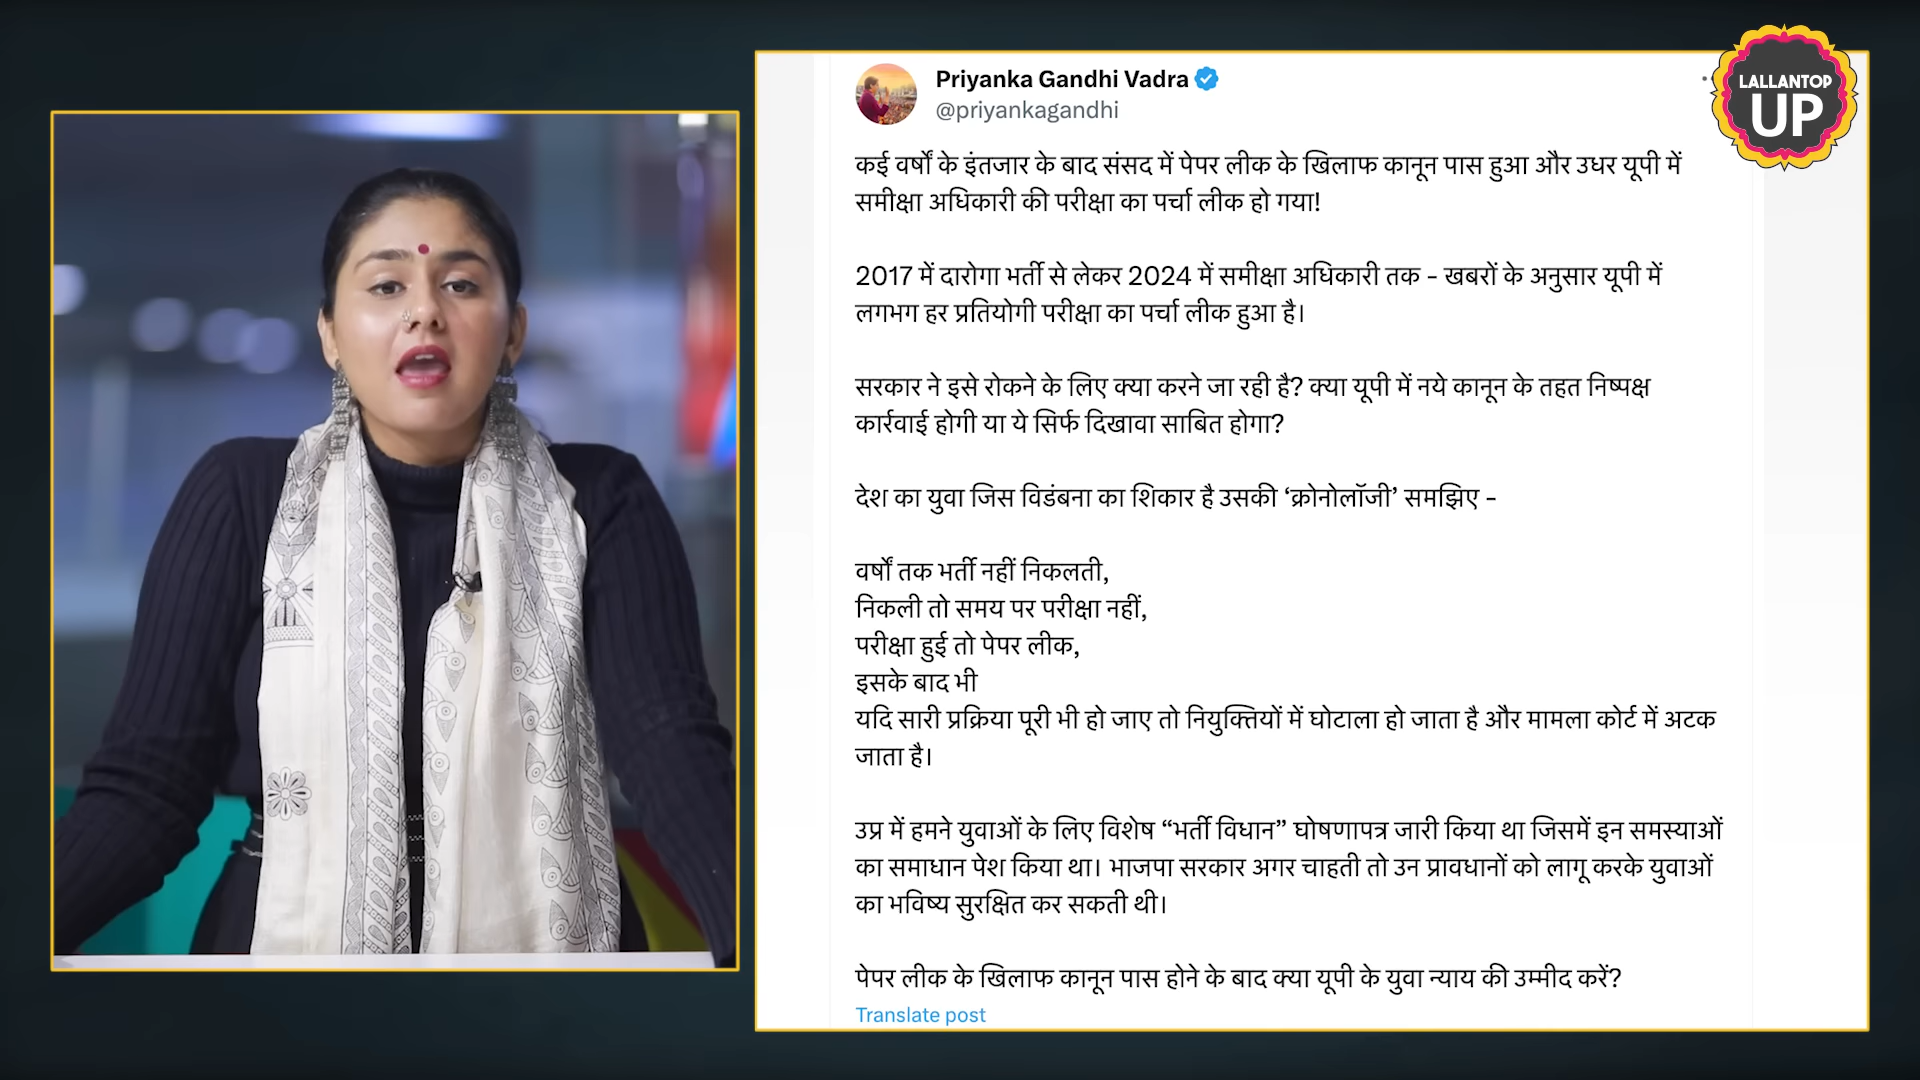 Priyanka Gandhi Vadra
@priyankagandhi
LALLANTOP
UP
कई वर्षों के इंतजार के बाद संसद में पेपर लीक के खिलाफ कानून पास हुआ और उधर यूपी में
समीक्षा अधिकारी की परीक्षा का पर्चा लीक हो गया!
2017 में दारोगा भर्ती से लेकर 2024 में समीक्षा अधिकारी तक - खबरों के अनुसार यूपी में
लगभग हर प्रतियोगी परीक्षा का पर्चा लीक हुआ है।
सरकार ने इसे रोकने के लिए क्या करने जा रही है? क्या यूपी में नये कानून के तहत निष्पक्ष
कार्रवाई होगी या ये सिर्फ दिखावा साबित होगा?
देश का युवा जिस विडंबना का शिकार है उसकी ‘क्रोनोलॉजी’ समझिए -
वर्षों तक भर्ती नहीं निकलती,
निकली तो समय पर परीक्षा नहीं,
परीक्षा हुई तो पेपर लीक,
इसके बाद भी
यदि सारी प्रक्रिया पूरी भी हो जाए तो नियुक्तियों में घोटाला हो जाता है और मामला कोर्ट में अटक
जाता है।
उप्र में हमने युवाओं के लिए विशेष “भर्ती विधान” घोषणापत्र जारी किया था जिसमें इन समस्याओं
का समाधान पेश किया था। भाजपा सरकार अगर चाहती तो उन प्रावधानों को लागू करके युवाओं
का भविष्य सुरक्षित कर सकती थी।
पेपर लीक के खिलाफ कानून पास होने के बाद क्या यूपी के युवा न्याय की उम्मीद करें?
Translate post